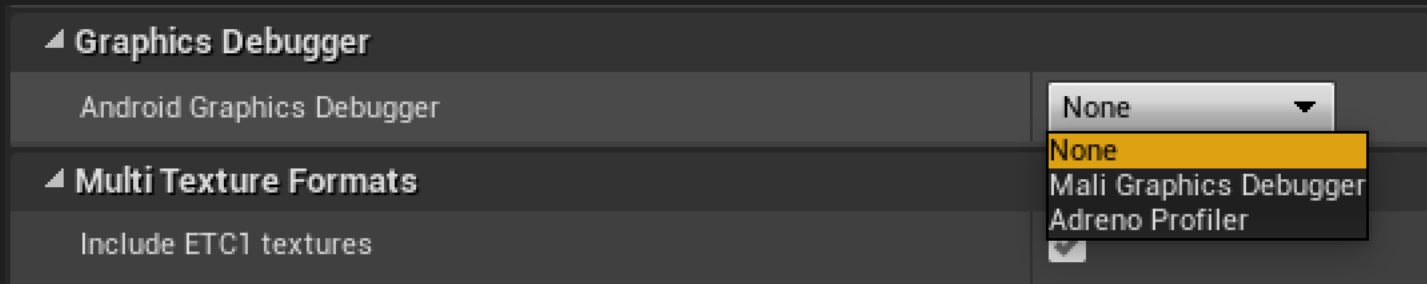 Graphics Debugger
Android Graphics Debugger
None
None
Mali Graphics Debugger
Adreno Profiler
Multi Texture Formats
Include ETC1 textures